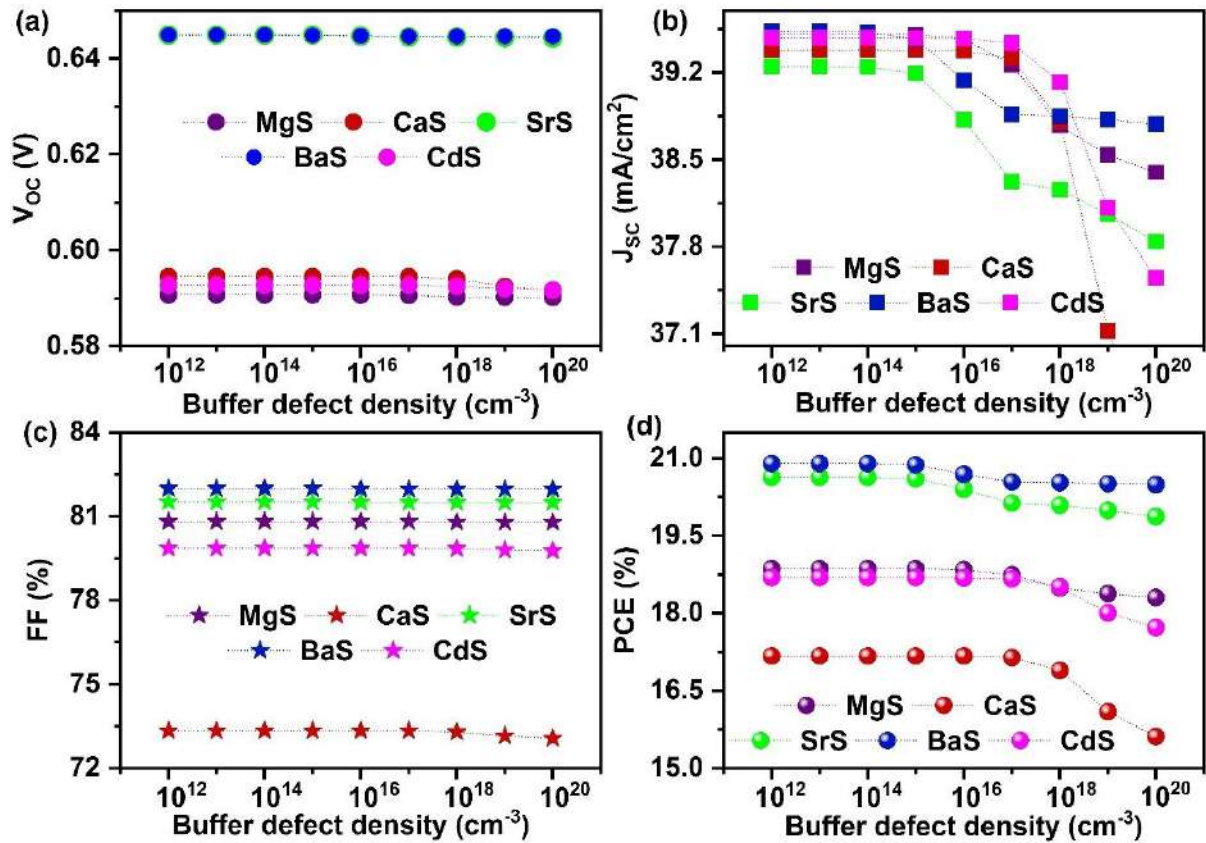 (a)
V_OC (V)
0.64
0.62
0.60
0.58
MgS CaS SrS
BaS CdS
10^12 10^14 10^16 10^18 10^20
Buffer defect density (cm^-3)
(b)
J_SC (mA/cm^2)
39.2
38.5
37.8
37.1
MgS CaS
SrS BaS CdS
10^12 10^14 10^16 10^18 10^20
Buffer defect density (cm^-3)
(c)
FF (%)
84
81
78
75
72
MgS CaS SrS
BaS CdS
10^12 10^14 10^16 10^18 10^20
Buffer defect density (cm^-3)
(d)
PCE (%)
21.0
19.5
18.0
16.5
15.0
MgS CaS
SrS BaS CdS
10^12 10^14 10^16 10^18 10^20
Buffer defect density (cm^-3)